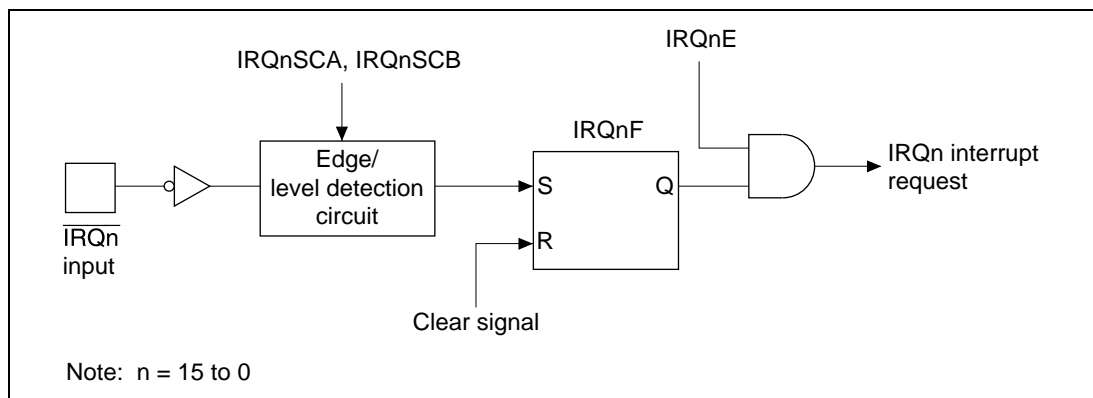 IRQnE
IRQnSCA, IRQnSCB
IRQnF
Edge/
level detection
circuit
S
Q
R
IRQn interrupt
request
IRQn
input
Clear signal
Note: n = 15 to 0